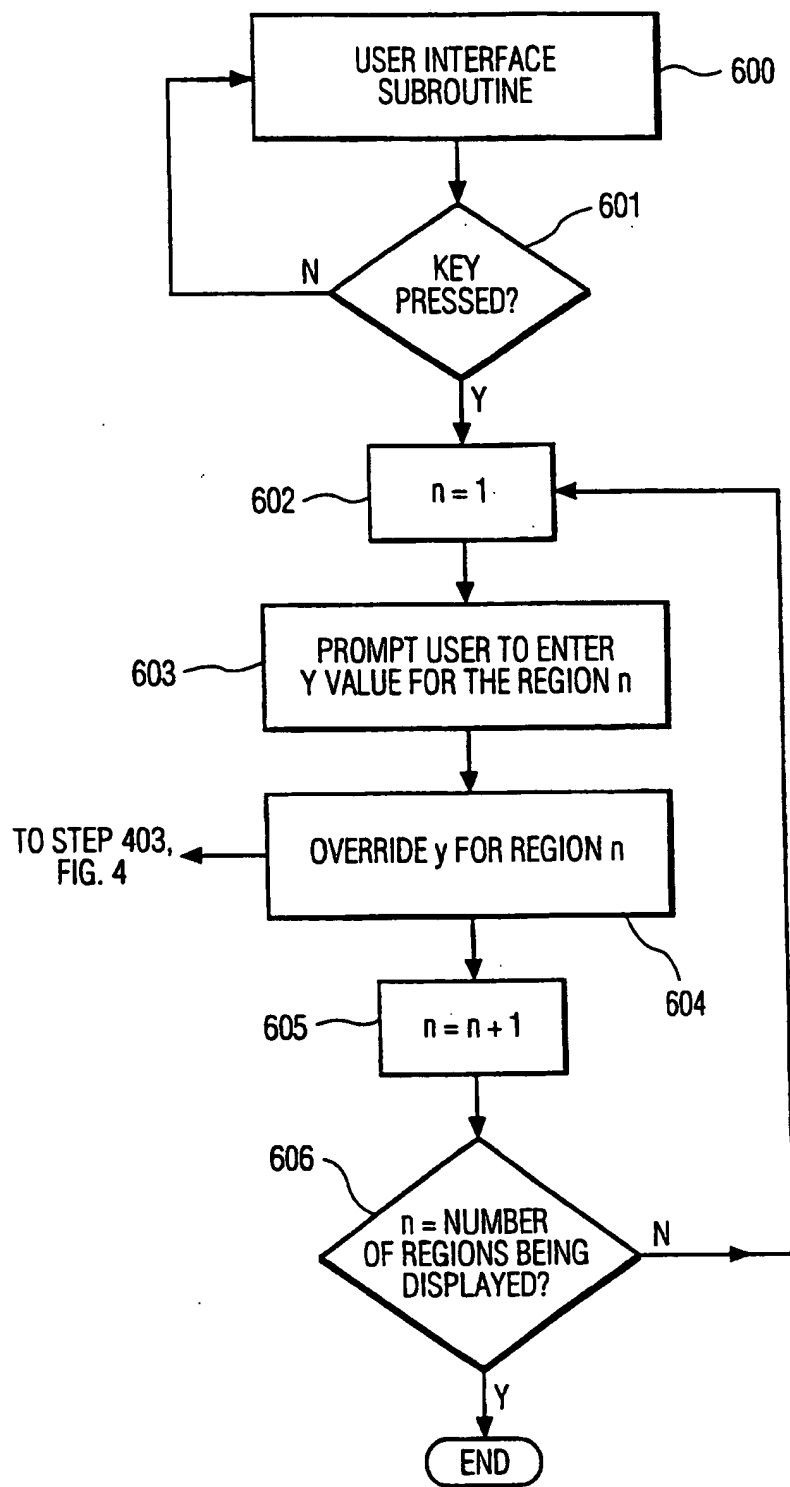 USER INTERFACE
SUBROUTINE
600
601
KEY
PRESSED?
N
Y
602
n = 1
603
PROMPT USER TO ENTER
Y VALUE FOR THE REGION n
TO STEP 403,
FIG. 4
OVERRIDE y FOR REGION n
604
605
n = n + 1
606
n = NUMBER
OF REGIONS BEING
DISPLAYED?
N
Y
END